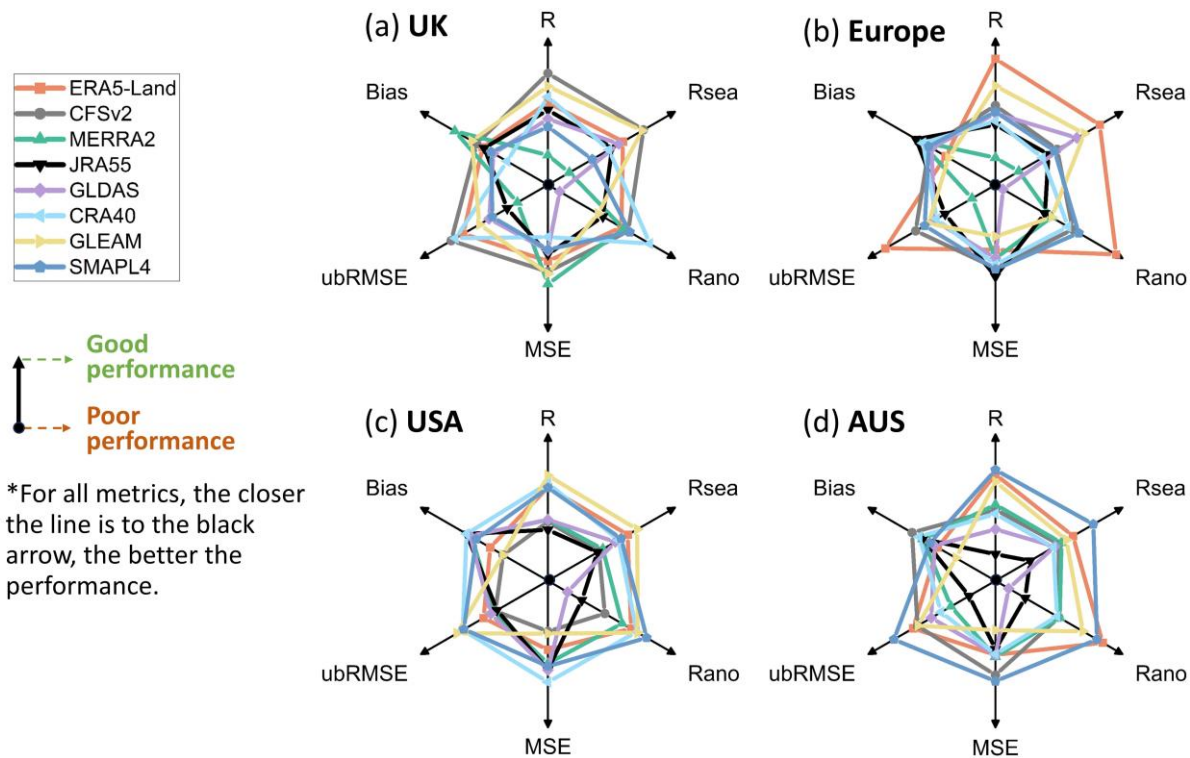 (a) UK
R
Bias
Rsea
ubRMSE
Rano
MSE
(b) Europe
R
Bias
Rsea
ubRMSE
Rano
MSE
ERA5-Land
CFSv2
MERRA2
JRA55
GLDAS
CRA40
GLEAM
SMAPL4
Good
performance
Poor
performance
*For all metrics, the closer
the line is to the black
arrow, the better the
performance.
(c) USA
R
Bias
Rsea
ubRMSE
Rano
MSE
(d) AUS
R
Bias
Rsea
ubRMSE
Rano
MSE